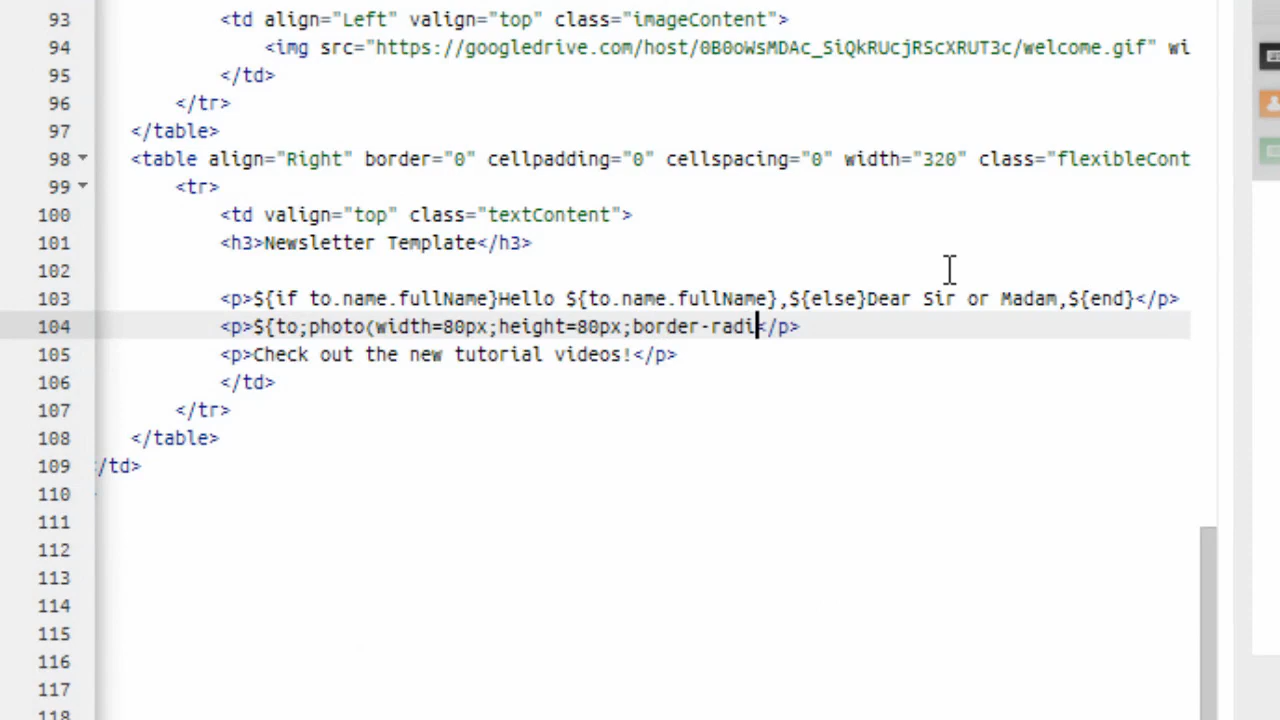 93 <td align="Left" valign="top" class="imageContent">
94 <img src="https://googledrive.com/host/0B0oWsMDAc_SiQkRUcjRScXRUT3c/welcome.gif" wi
95 </td>
96 </tr>
97 </table>
98 <table align="Right" border="0" cellpadding="0" cellspacing="0" width="320" class="flexibleCont
99 <tr>
100 <td valign="top" class="textContent">
101 <h3>Newsletter Template</h3>
102
103 <p>${if to.name.fullName}Hello ${to.name.fullName},${else}Dear Sir or Madam,${end}</p>
104 <p>${to;photo(width=80px;height=80px;border-radi</p>
105 <p>Check out the new tutorial videos!</p>
106 </td>
107 </tr>
108 </table>
109 /td>
110
111
112
113
114
115
116
117
118